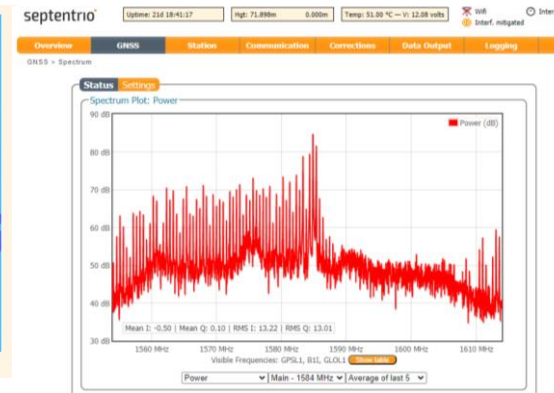 septentrio
Uptime: 21d 18:41:17
Hgt: 71.898m 0.000m
Temp: 51.00 °C — V: 12.08 volts
Wifi
Interf. mitigated
Overview GNSS Station Communication Corrections Data Output Logging
GNSS > Spectrum
Status Settings
Spectrum Plot: Power
90 dB
Power (dB)
80 dB
70 dB
60 dB
50 dB
40 dB
Mean I: -0.50 | Mean Q: 0.10 | RMS I: 13.22 | RMS Q: 13.01
30 dB
1560 MHz 1570 MHz 1580 MHz 1590 MHz 1600 MHz 1610 MHz
Visible Frequencies: GPSL1, B1I, GLOL1 Show table
Power Main - 1584 MHz Average of last 5